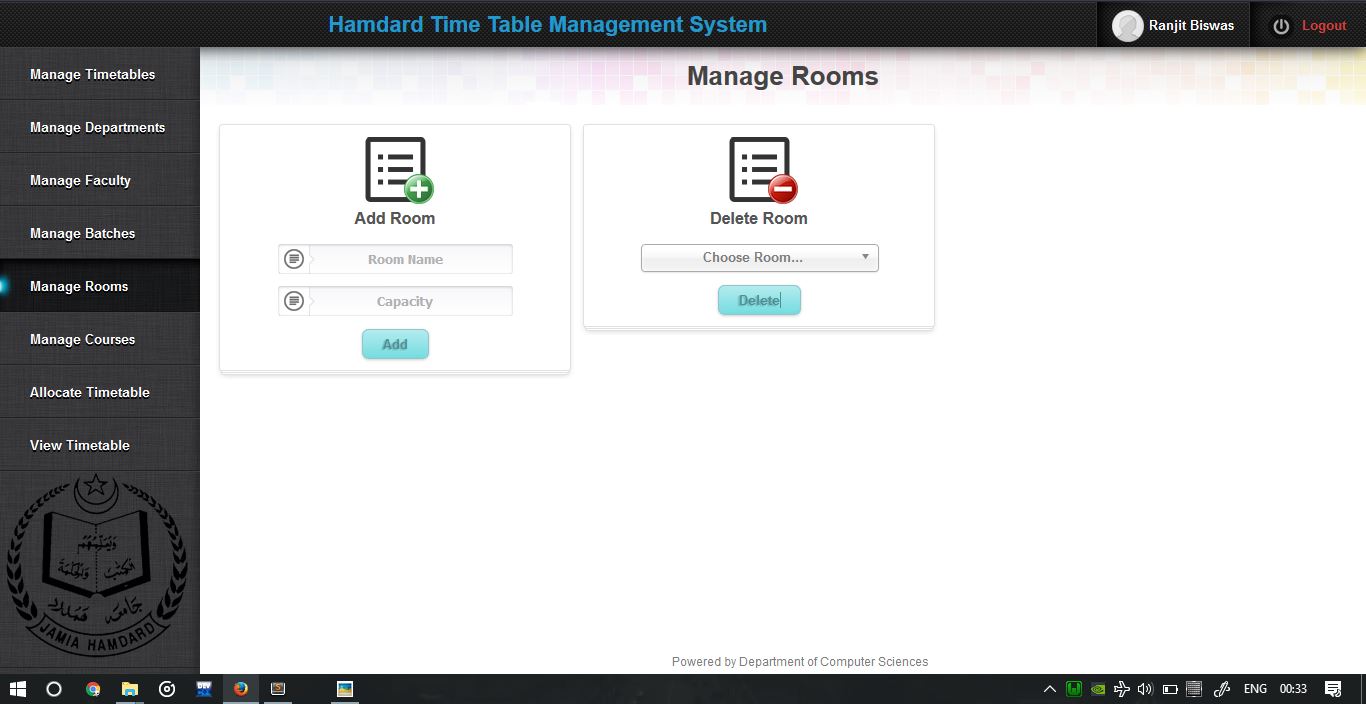 Hamdard Time Table Management System
Ranjit Biswas
Logout
Manage Timetables
Manage Departments
Manage Faculty
Manage Batches
Manage Rooms
Manage Courses
Allocate Timetable
View Timetable
JAMIA HAMDARD
Manage Rooms
Add Room
Room Name
Capacity
Add
Delete Room
Choose Room...
Delete
Powered by Department of Computer Sciences
ENG
00:33